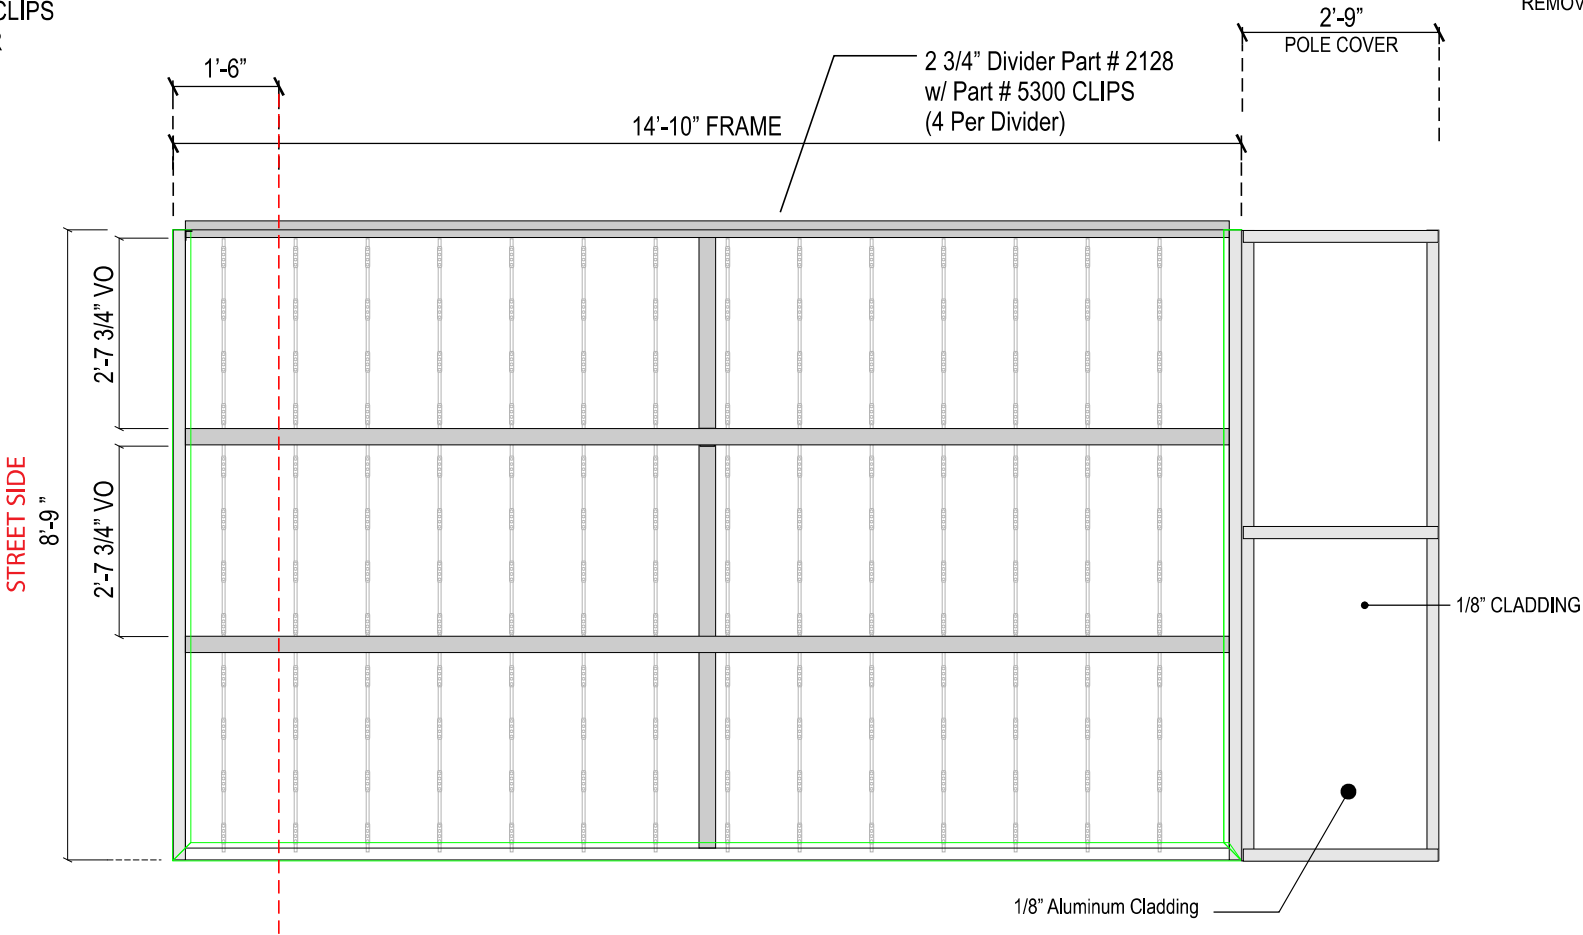 CLIPS
REMOV
2’-9”
POLE COVER
1’-6”
2 3/4” Divider Part # 2128
w/ Part # 5300 CLIPS
(4 Per Divider)
14’-10” FRAME
2’-7 3/4” VO
2’-7 3/4” VO
8’-9 ”
STREET SIDE
1/8” CLADDING
1/8” Aluminum Cladding